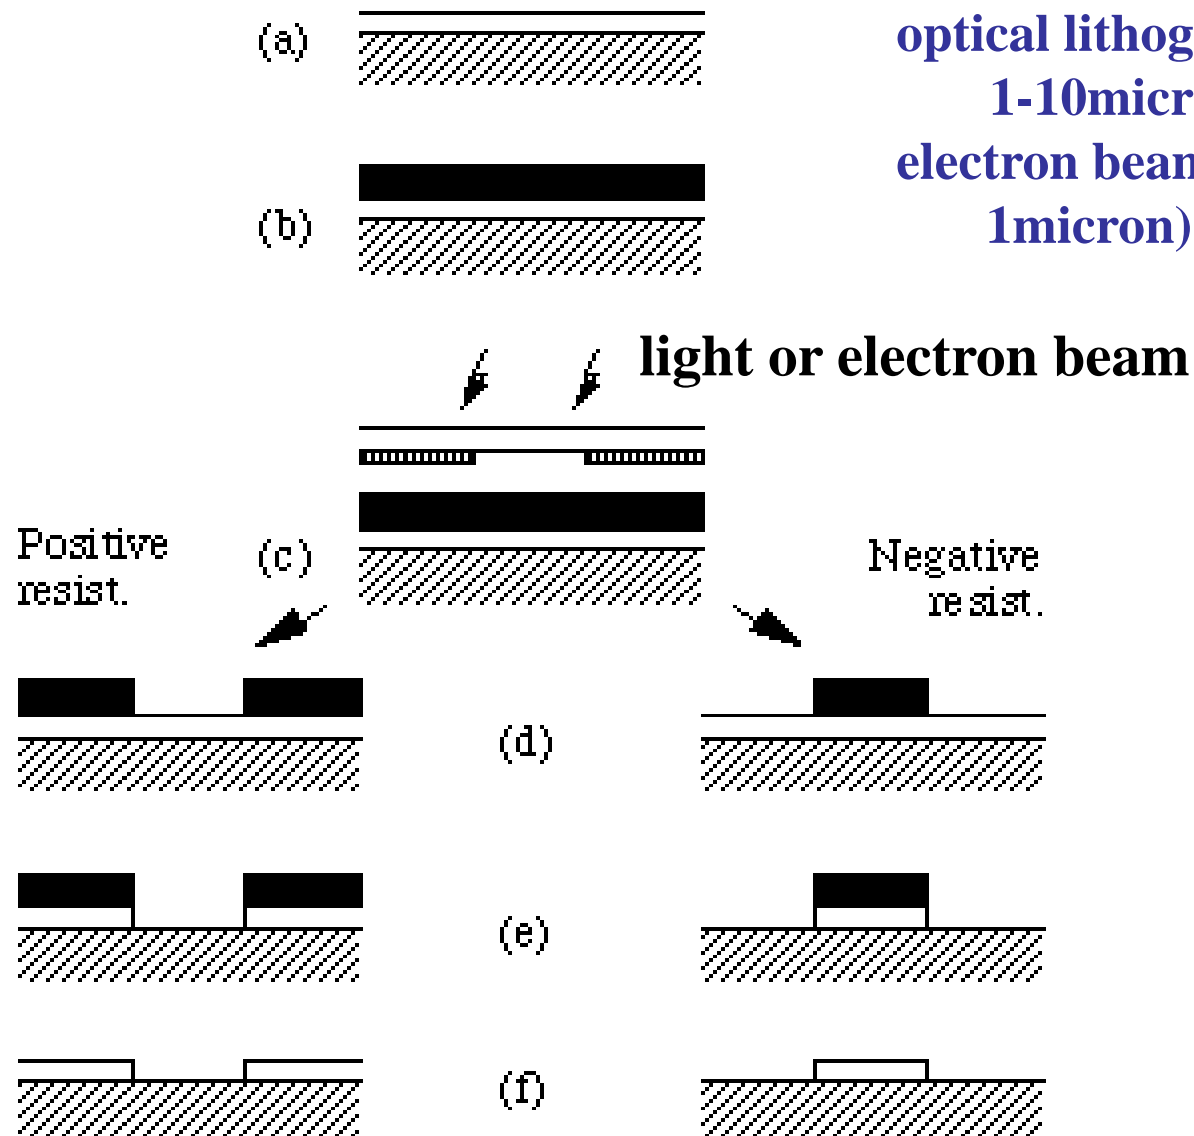 (a)
optical lithog
1-10micr
electron bean
1micron)
(b)
light or electron beam
Positive
resist.
(c)
Negative
resist.
(d)
(e)
(f)